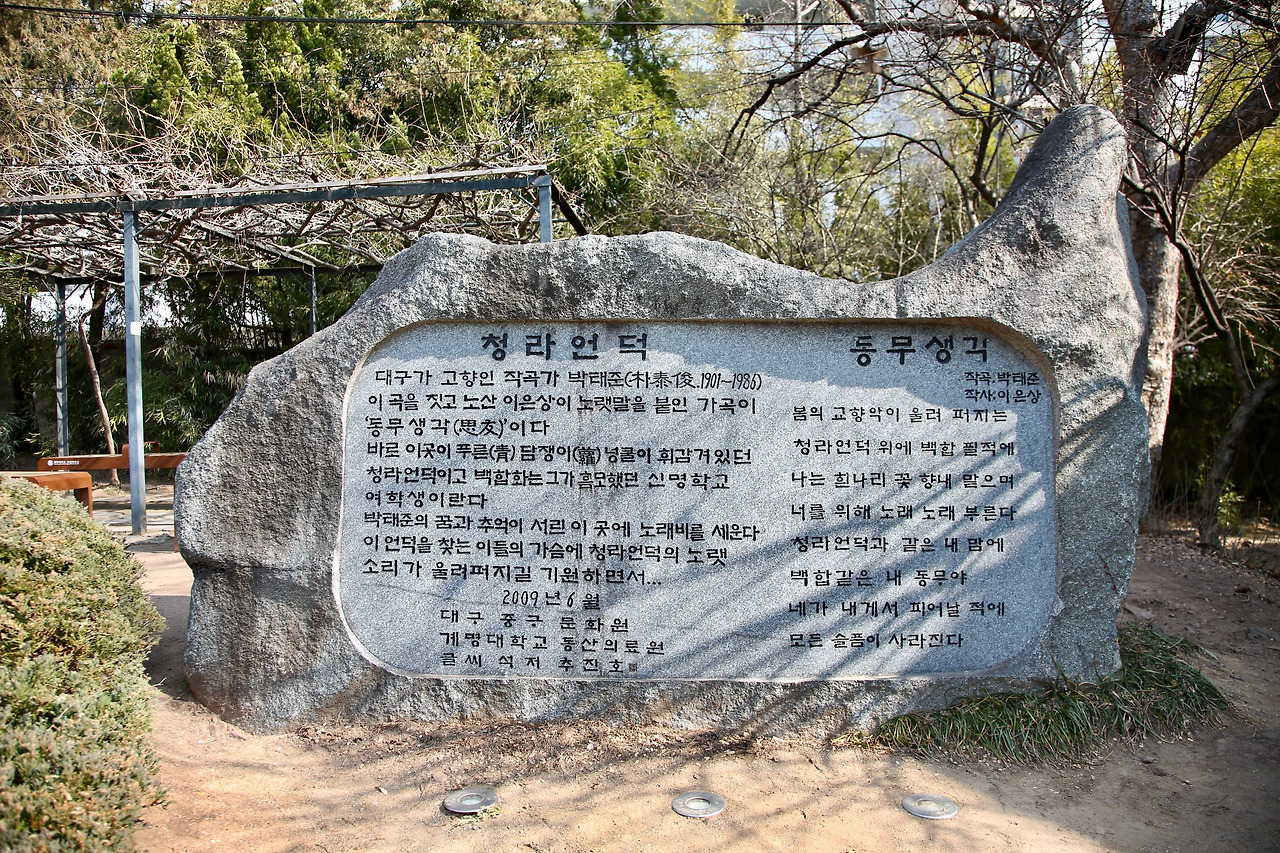 청라언덕
대구가 고향인 작곡가 박태준(朴泰俊.1901~1986)
이 곡을 짓고 노산 이은상이 노랫말을 붙인 가곡이
'동무생각(思友)'이다
바로 이곳이 푸른(靑) 담쟁이(蘿) 넝쿨이 휘감겨있던
청라언덕이고 백합화는 그가 흠모했던 신명학교
여학생이란다
박태준의 꿈과 추억이 서린 이 곳에 노래비를 세운다
이 언덕을 찾는 이들의 가슴에 청라언덕의 노랫
소리가 울려퍼지길 기원하면서...
2009년 6월
대구 중구 문화원
계명대학교 동산의료원
글씨 석저 추진호
동무생각
작곡:박태준
작사:이은상
봄의 교향악이 울려 퍼지는
청라언덕 위에 백합 필적에
나는 흰나리 꽃 향내 맡으며
너를 위해 노래 노래 부른다
청라언덕과 같은 내 맘에
백합같은 내 동무야
네가 내게서 피어날 적에
모든 슬픔이 사라진다